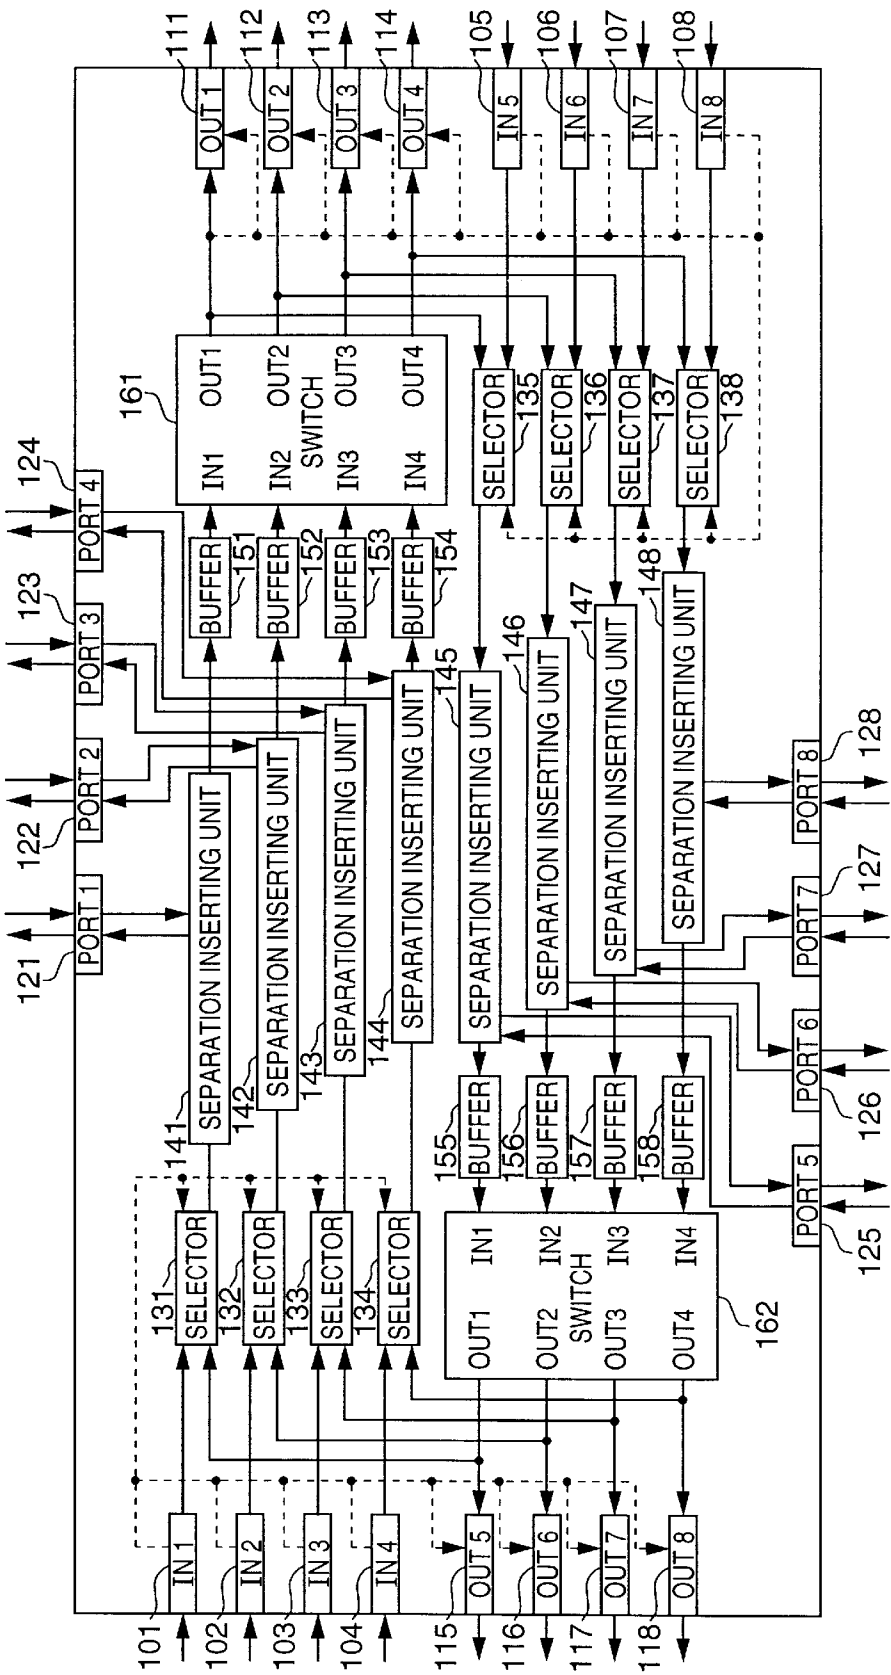 101
IN 1
102
IN 2
103
IN 3
104
IN 4
131
SELECTOR
132
SELECTOR
133
SELECTOR
134
SELECTOR
141
SEPARATION INSERTING UNIT
142
SEPARATION INSERTING UNIT
143
SEPARATION INSERTING UNIT
144
SEPARATION INSERTING UNIT
121
PORT 1
122
PORT 2
123
PORT 3
124
PORT 4
BUFFER
151
BUFFER
152
BUFFER
153
BUFFER
154
161
IN1
OUT1
IN2
OUT2
SWITCH
IN3
OUT3
IN4
OUT4
111
OUT 1
112
OUT 2
113
OUT 3
114
OUT 4
115
OUT 5
116
OUT 6
117
OUT 7
118
OUT 8
OUT1
IN1
OUT2
IN2
SWITCH
OUT3
IN3
OUT4
IN4
162
155
BUFFER
156
BUFFER
157
BUFFER
158
BUFFER
145
SEPARATION INSERTING UNIT
146
SEPARATION INSERTING UNIT
147
SEPARATION INSERTING UNIT
148
SEPARATION INSERTING UNIT
SELECTOR
135
SELECTOR
136
SELECTOR
137
SELECTOR
138
105
IN 5
106
IN 6
107
IN 7
108
IN 8
PORT 5
125
PORT 6
126
PORT 7
127
PORT 8
128